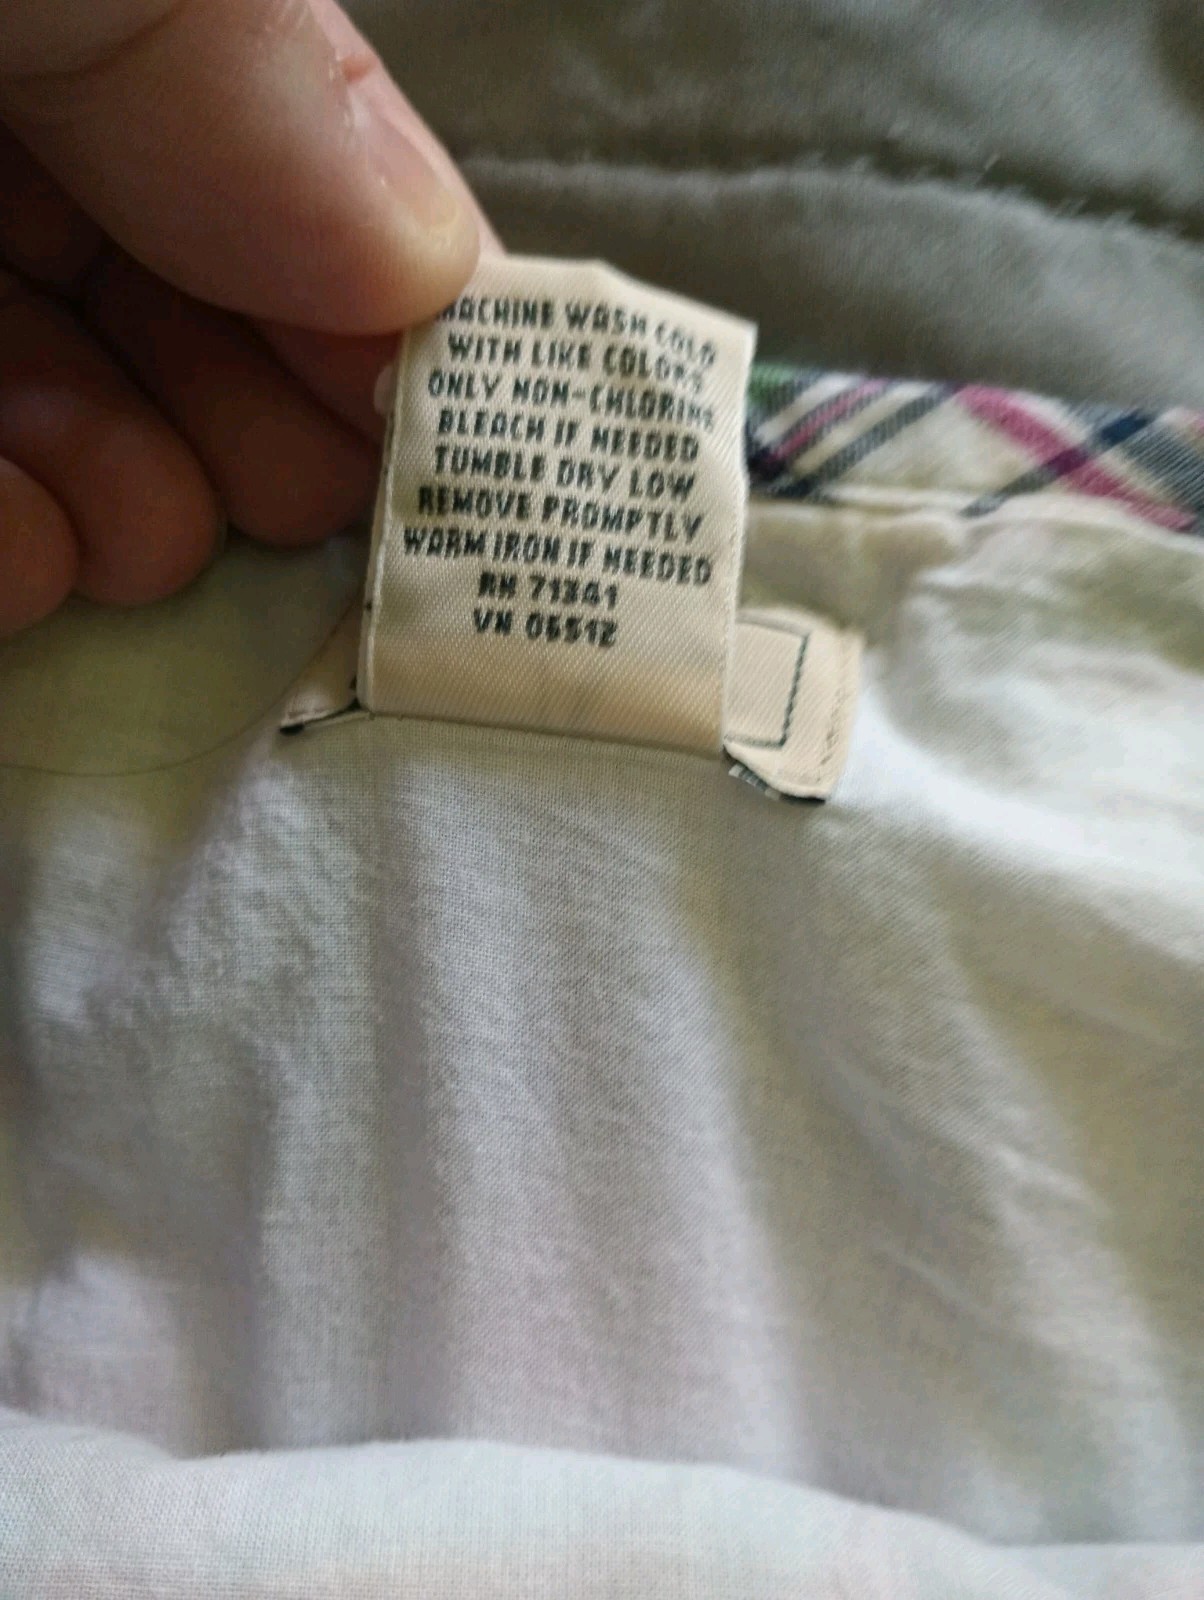 MACHINE WASH COLD
WITH LIKE COLORS
ONLY NON-CHLORINE
BLEACH IF NEEDED
TUMBLE DRY LOW
REMOVE PROMPTLY
WARM IRON IF NEEDED
RN 71341
VN 06512